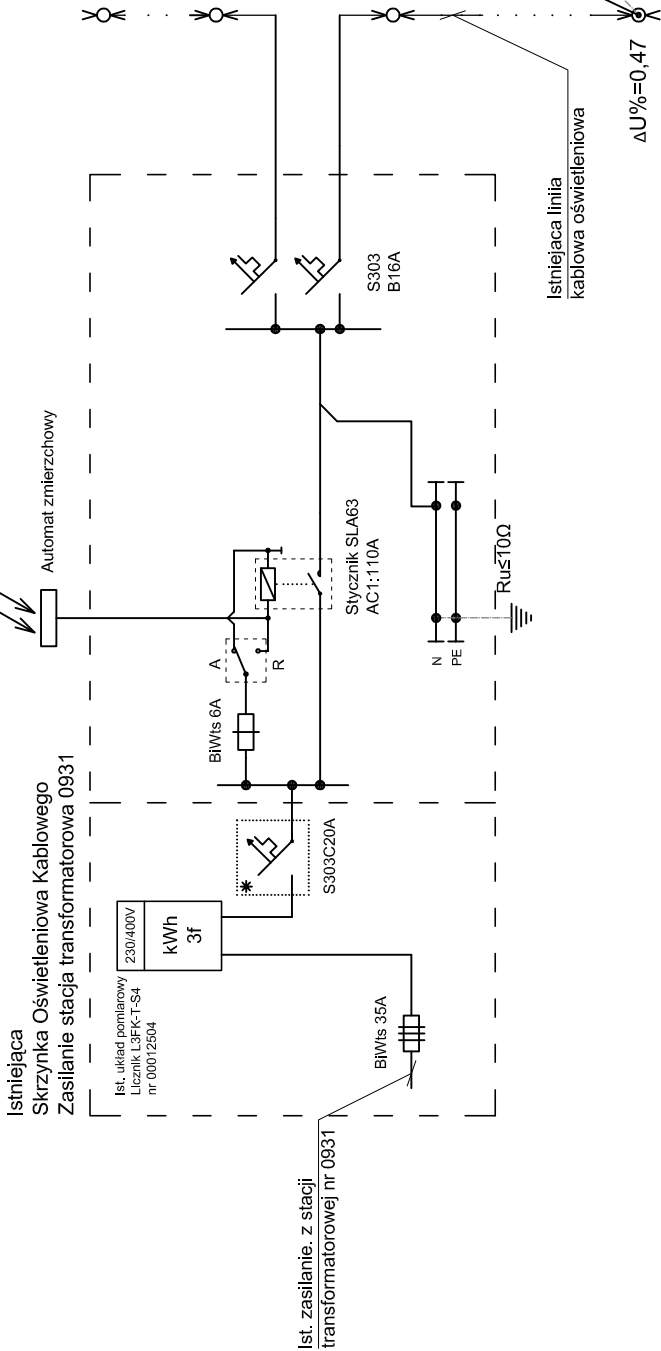 Istniejąca
Skrzynka Oświetleniowa Kablowego
Zasilanie stacja transformatorowa 0931
Ist. układ pomiarowy
Licznik L3FK-T-S4
nr 00012504
230/400V
kWh
3f
BiWts 35A
Ist. zasilanie. z stacji
transformatorowej nr 0931
S303C20A
BiWts 6A
A
R
Automat zmierzchowy
Stycznik SLA63
AC1:110A
N
PE
Ru≤10Ω
S303
B16A
Istniejaca liniia
kablowa oświetleniowa
ΔU%=0,47